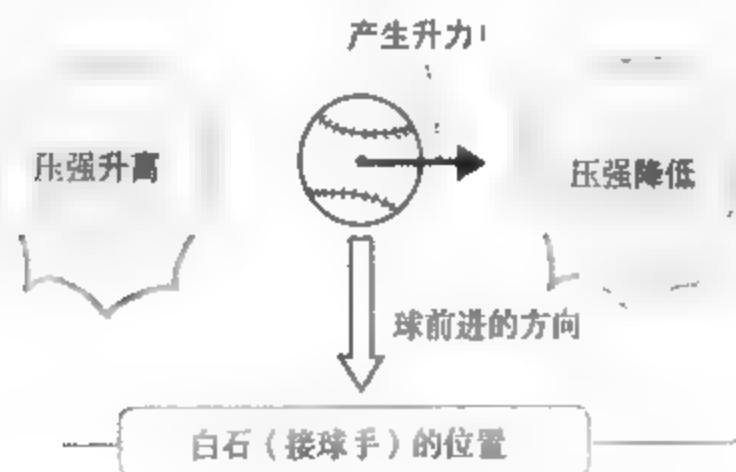 产生升力!
压强升高
压强降低
球前进的方向
白石(接球手)的位置